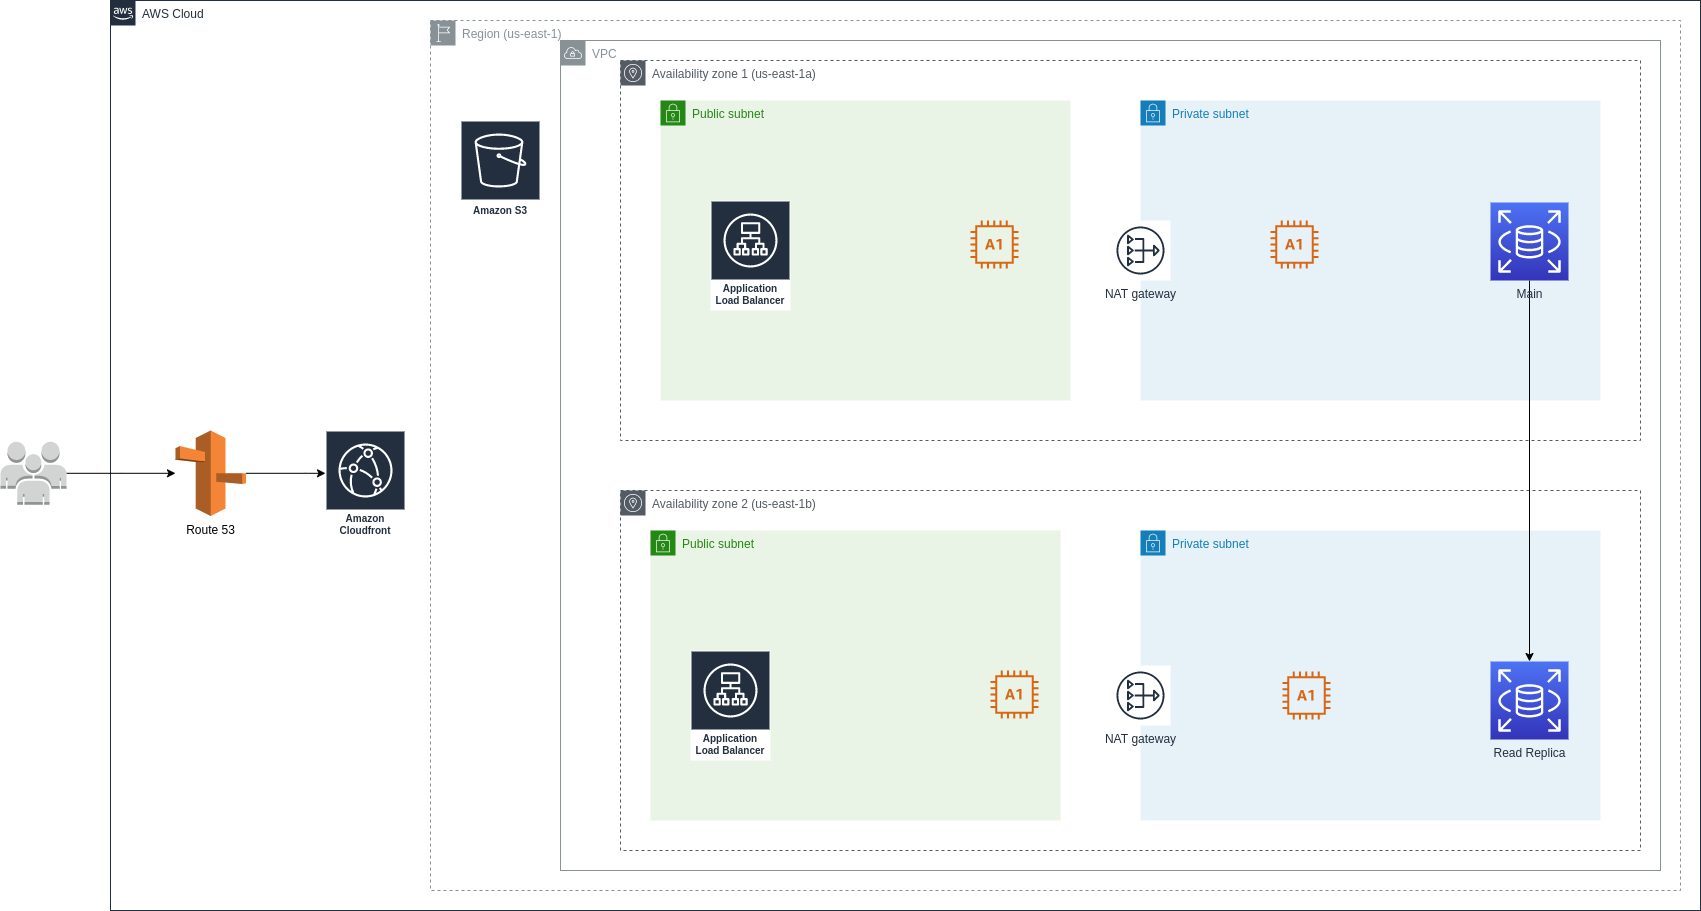 aws
AWS Cloud
Region (us-east-1)
VPC
Availability zone 1 (us-east-1a)
Public subnet
Private subnet
Amazon S3
Application
Load Balancer
A1
NAT gateway
A1
Main
Route 53
Amazon
Cloudfront
Availability zone 2 (us-east-1b)
Public subnet
Private subnet
Application
Load Balancer
A1
NAT gateway
A1
Read Replica